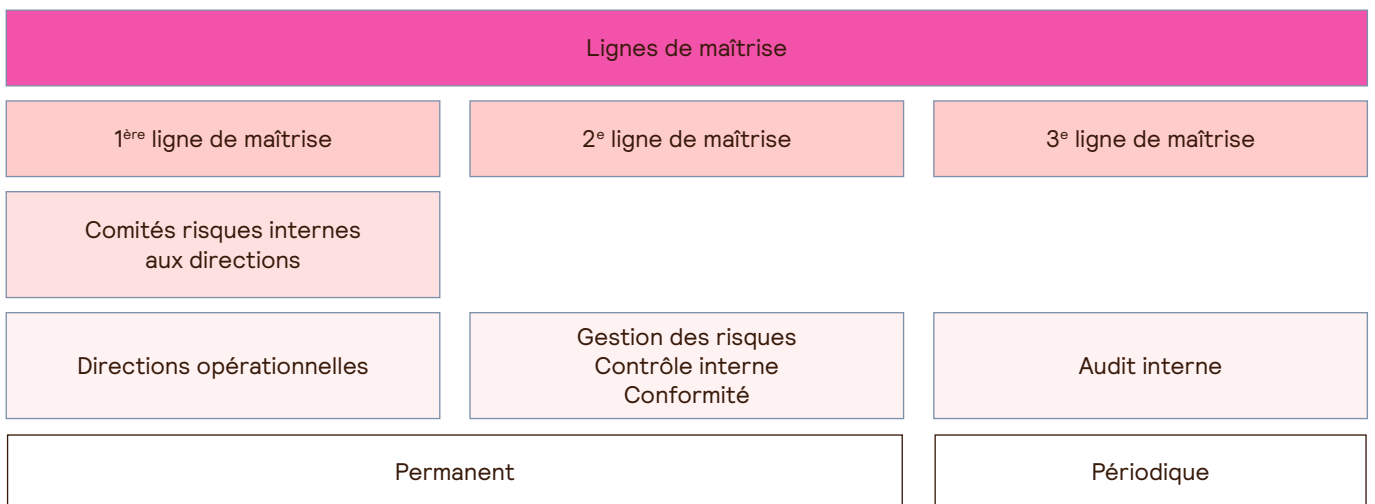 Lignes de maîtrise
1ère ligne de maîtrise
2e ligne de maîtrise
3e ligne de maîtrise
Comités risques internes
aux directions
Directions opérationnelles
Gestion des risques
Contrôle interne
Conformité
Audit interne
Permanent
Périodique